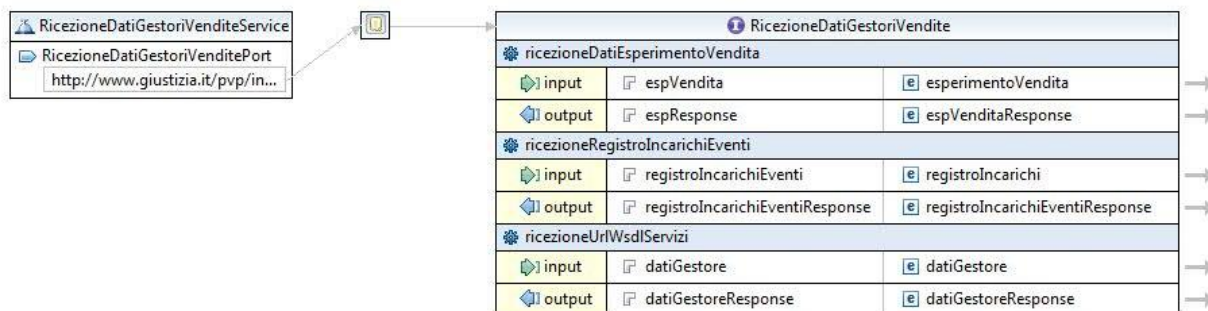 RicezioneDatiGestoriVenditeService
RicezioneDatiGestoriVenditePort
http://www.giustizia.it/pvp/in...
RicezioneDatiGestoriVendite
ricezioneDatiEsperimentoVendita
input espVendita esperimentoVendita
output espResponse espVenditaResponse
ricezioneRegistroIncarichiEventi
input registroIncarichiEventi registroIncarichi
output registroIncarichiEventiResponse registroIncarichiEventiResponse
ricezioneUrlWsdlServizi
input datiGestore datiGestore
output datiGestoreResponse datiGestoreResponse